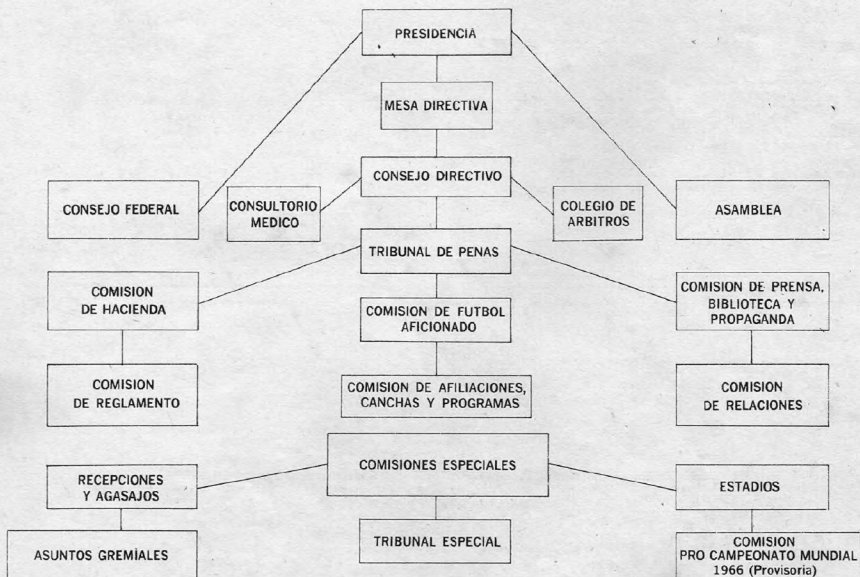 PRESIDENCIA
MESA DIRECTIVA
CONSEJO DIRECTIVO
CONSEJO FEDERAL
CONSULTORIO
MEDICO
COLEGIO DE
ARBITROS
ASAMBLEA
TRIBUNAL DE PENAS
COMISION
DE HACIENDA
COMISION DE FUTBOL
AFICIONADO
COMISION DE PRENSA,
BIBLIOTECA Y
PROPAGANDA
COMISION
DE REGLAMENTO
COMISION DE AFILIACIONES,
CANCHAS Y PROGRAMAS
COMISION
DE RELACIONES
COMISIONES ESPECIALES
RECEPCIONES
Y AGASAJOS
ESTADIOS
TRIBUNAL ESPECIAL
ASUNTOS GREMIALES
COMISION
PRO CAMPEONATO MUNDIAL
1966 (Provisoria)